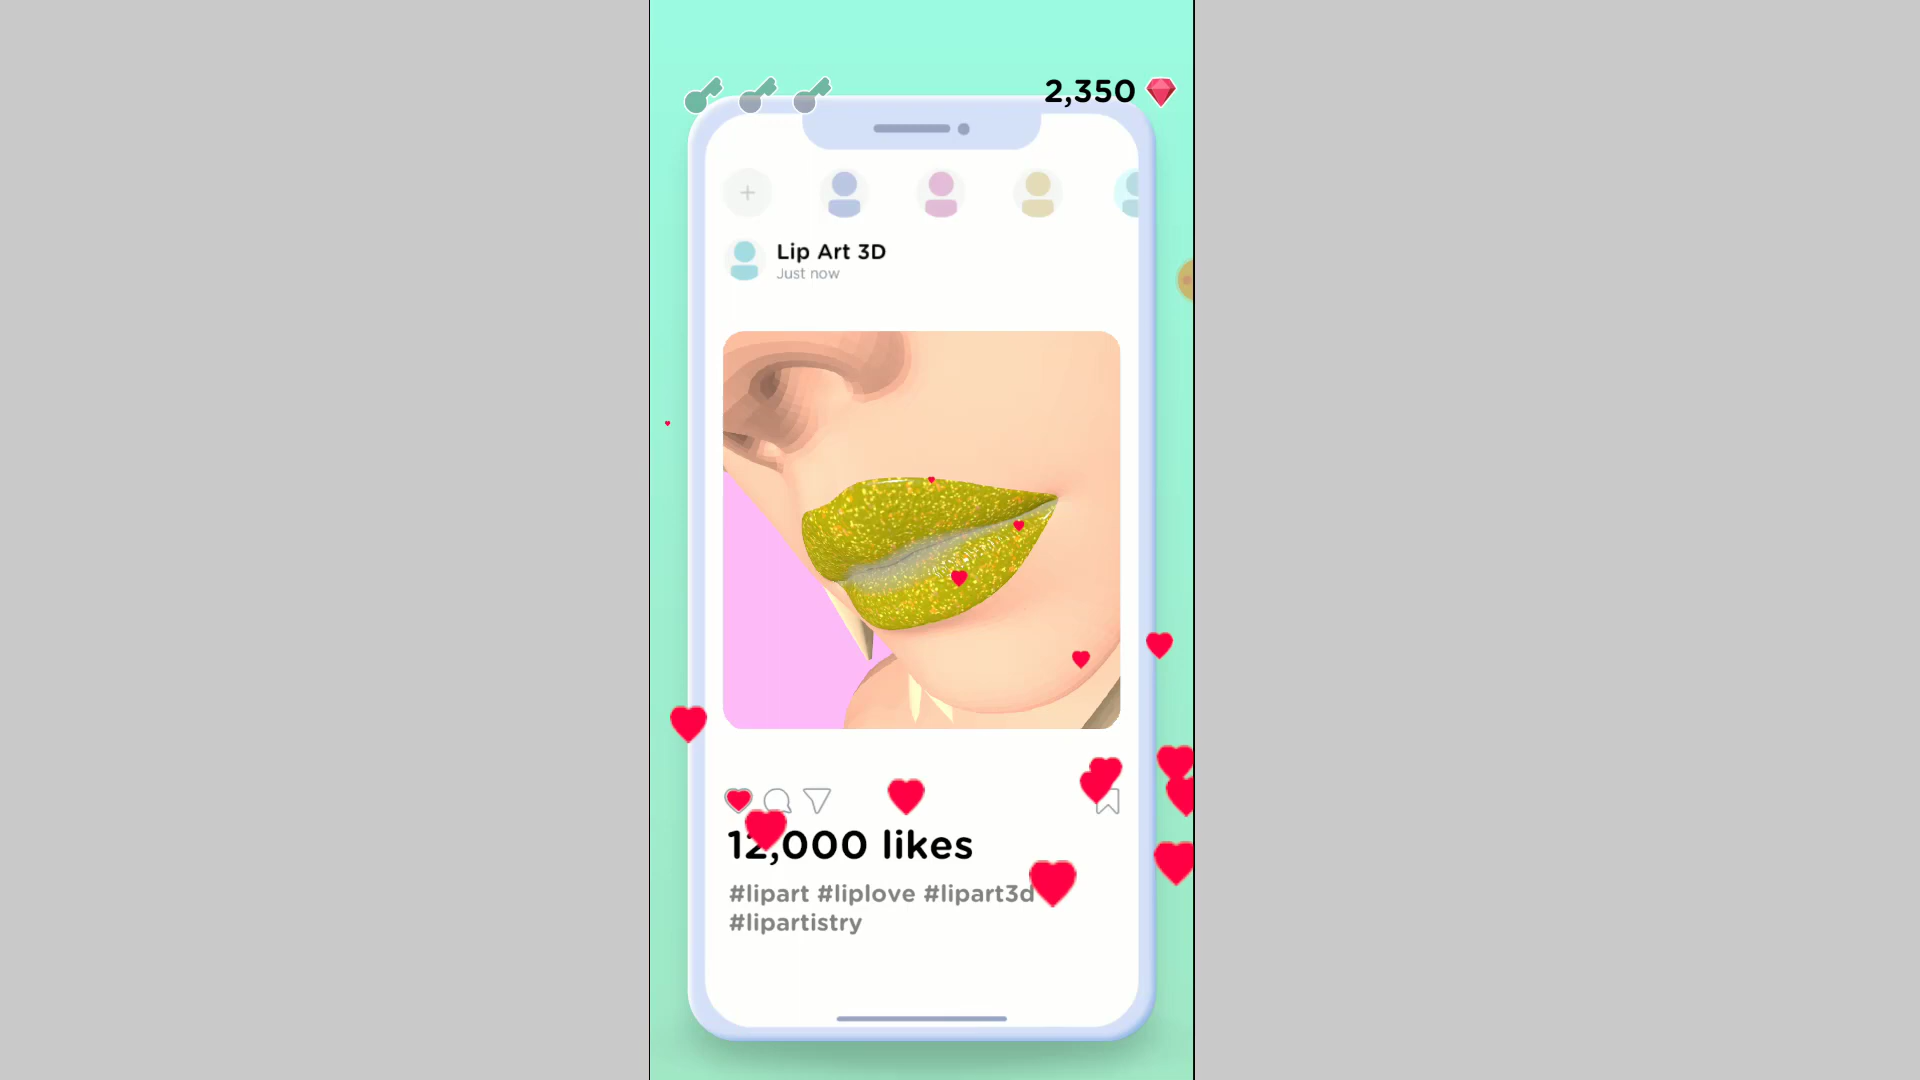 2,350
Lip Art 3D
Just now
12,000 likes
#lipart #liplove #lipart3d
#lipartistry